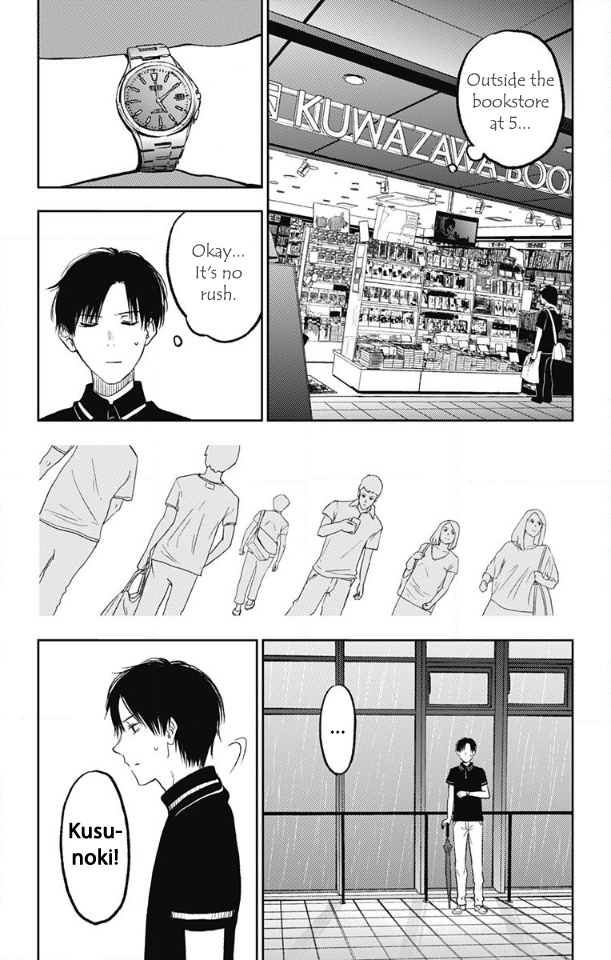 Outside the
bookstore
at 5...
KUWAZAWA BOO
Okay...
It's no
rush.
...
Kusu-
noki!